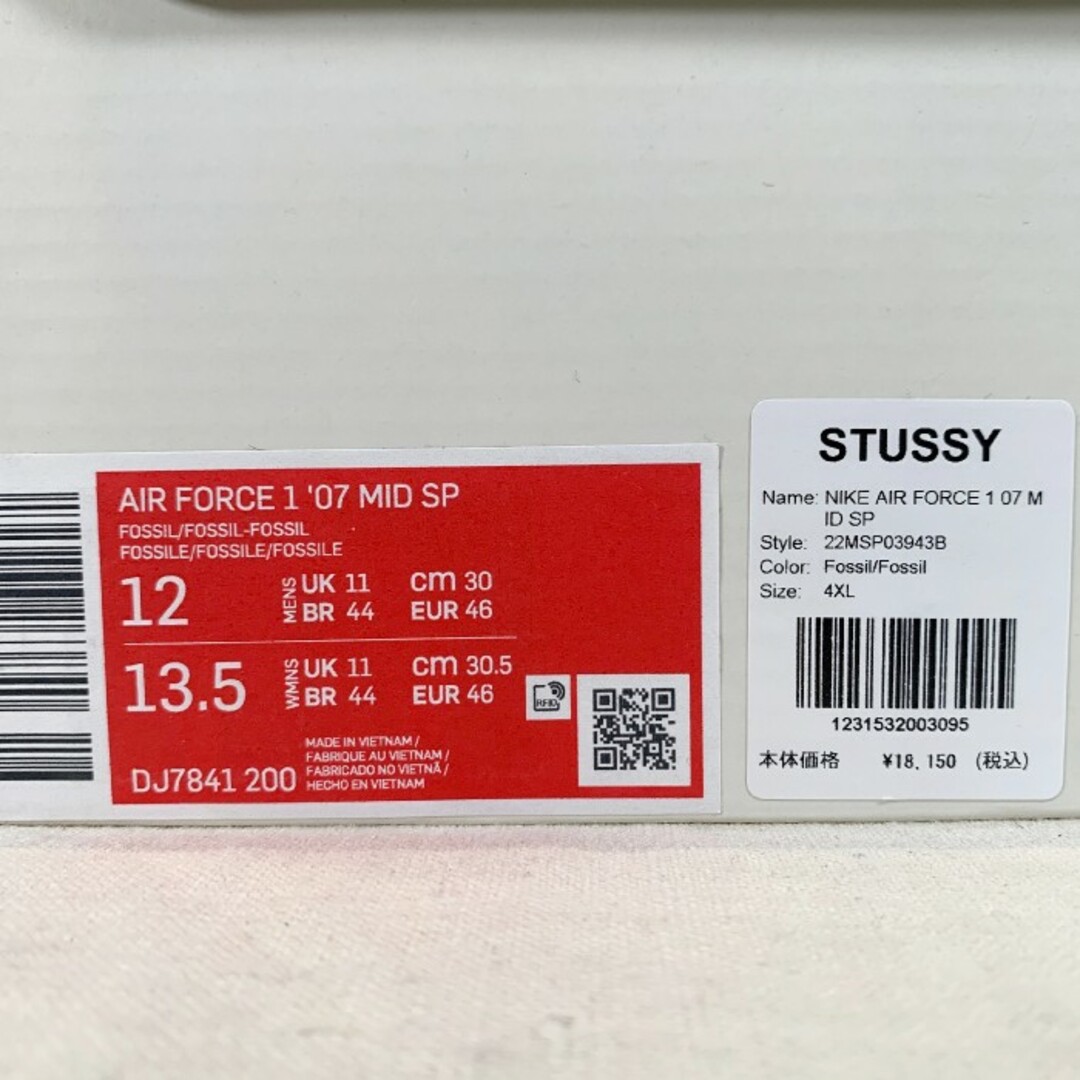 AIR FORCE 1 '07 MID SP
FOSSIL/FOSSIL-FOSSIL
FOSSILE/FOSSILE/FOSSILE
12 MENS UK 11 cm 30
BR 44 EUR 46
13.5 WMNS UK 11 cm 30.5
BR 44 EUR 46
RFID
MADE IN VIETNAM /
FABRIQUE AU VIETNAM /
FABRICADO NO VIETNÃ /
HECHO EN VIETNAM
DJ7841 200
STUSSY
Name: NIKE AIR FORCE 1 07 M
ID SP
Style: 22MSP03943B
Color: Fossil/Fossil
Size: 4XL
1231532003095
本体価格 ¥18,150 (税込)